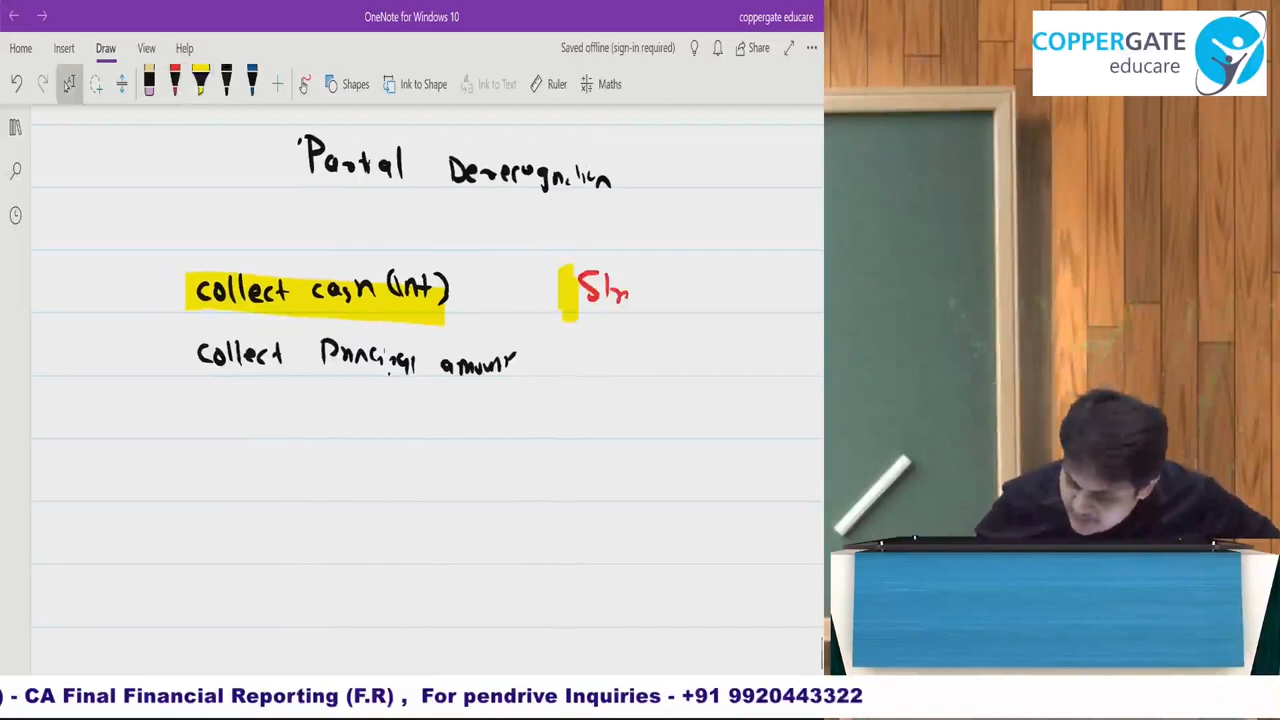 OneNote for Windows 10
coppergate educare
Home Insert Draw View Help
Saved offline (sign-in required)
Share
Shapes
Ink to Shape
Ink to Text
Ruler
Maths
COPPERGATE
educare
Partal Derecognition
collect cash (Int)
collect Principal amount
) - CA Final Financial Reporting (F.R) , For pendrive Inquiries - +91 9920443322